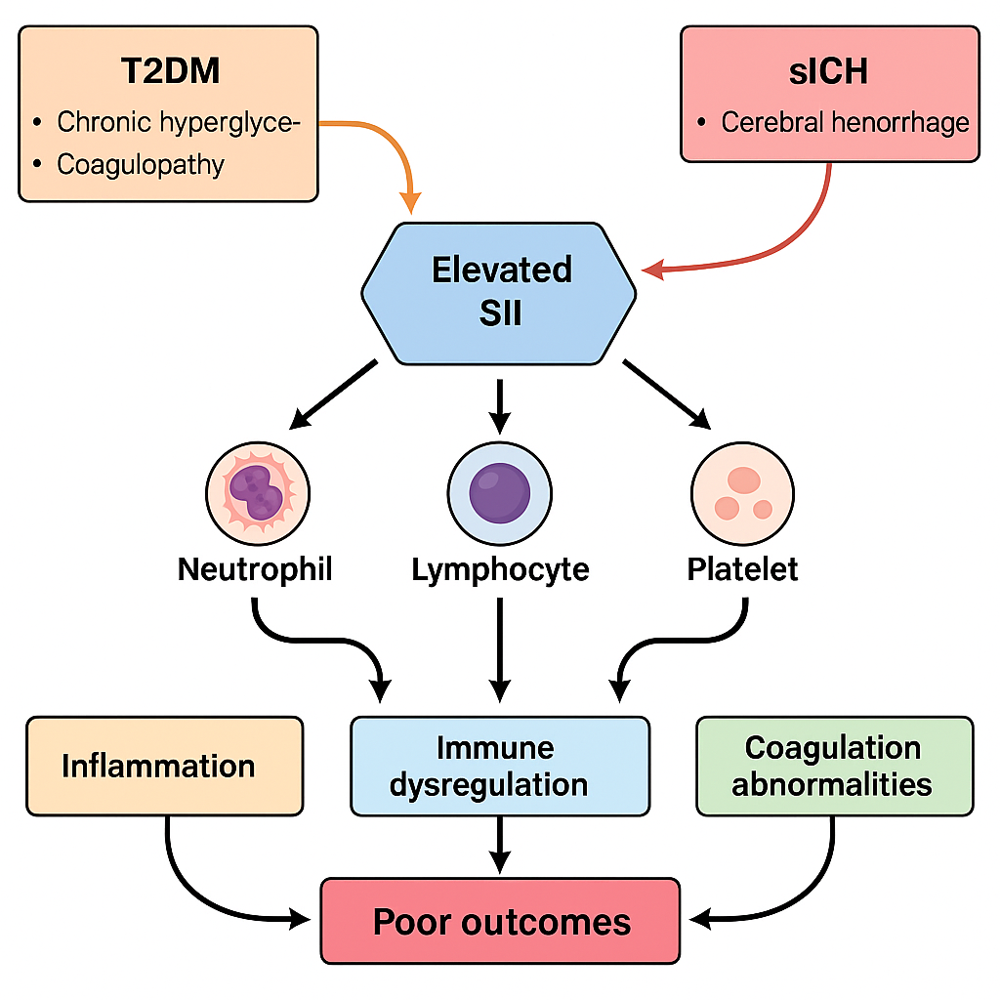 T2DM
• Chronic hyperglyce-
• Coagulopathy
sICH
• Cerebral henorrhage
Elevated
SII
Neutrophil
Lymphocyte
Platelet
Inflammation
Immune
dysregulation
Coagulation
abnormalities
Poor outcomes